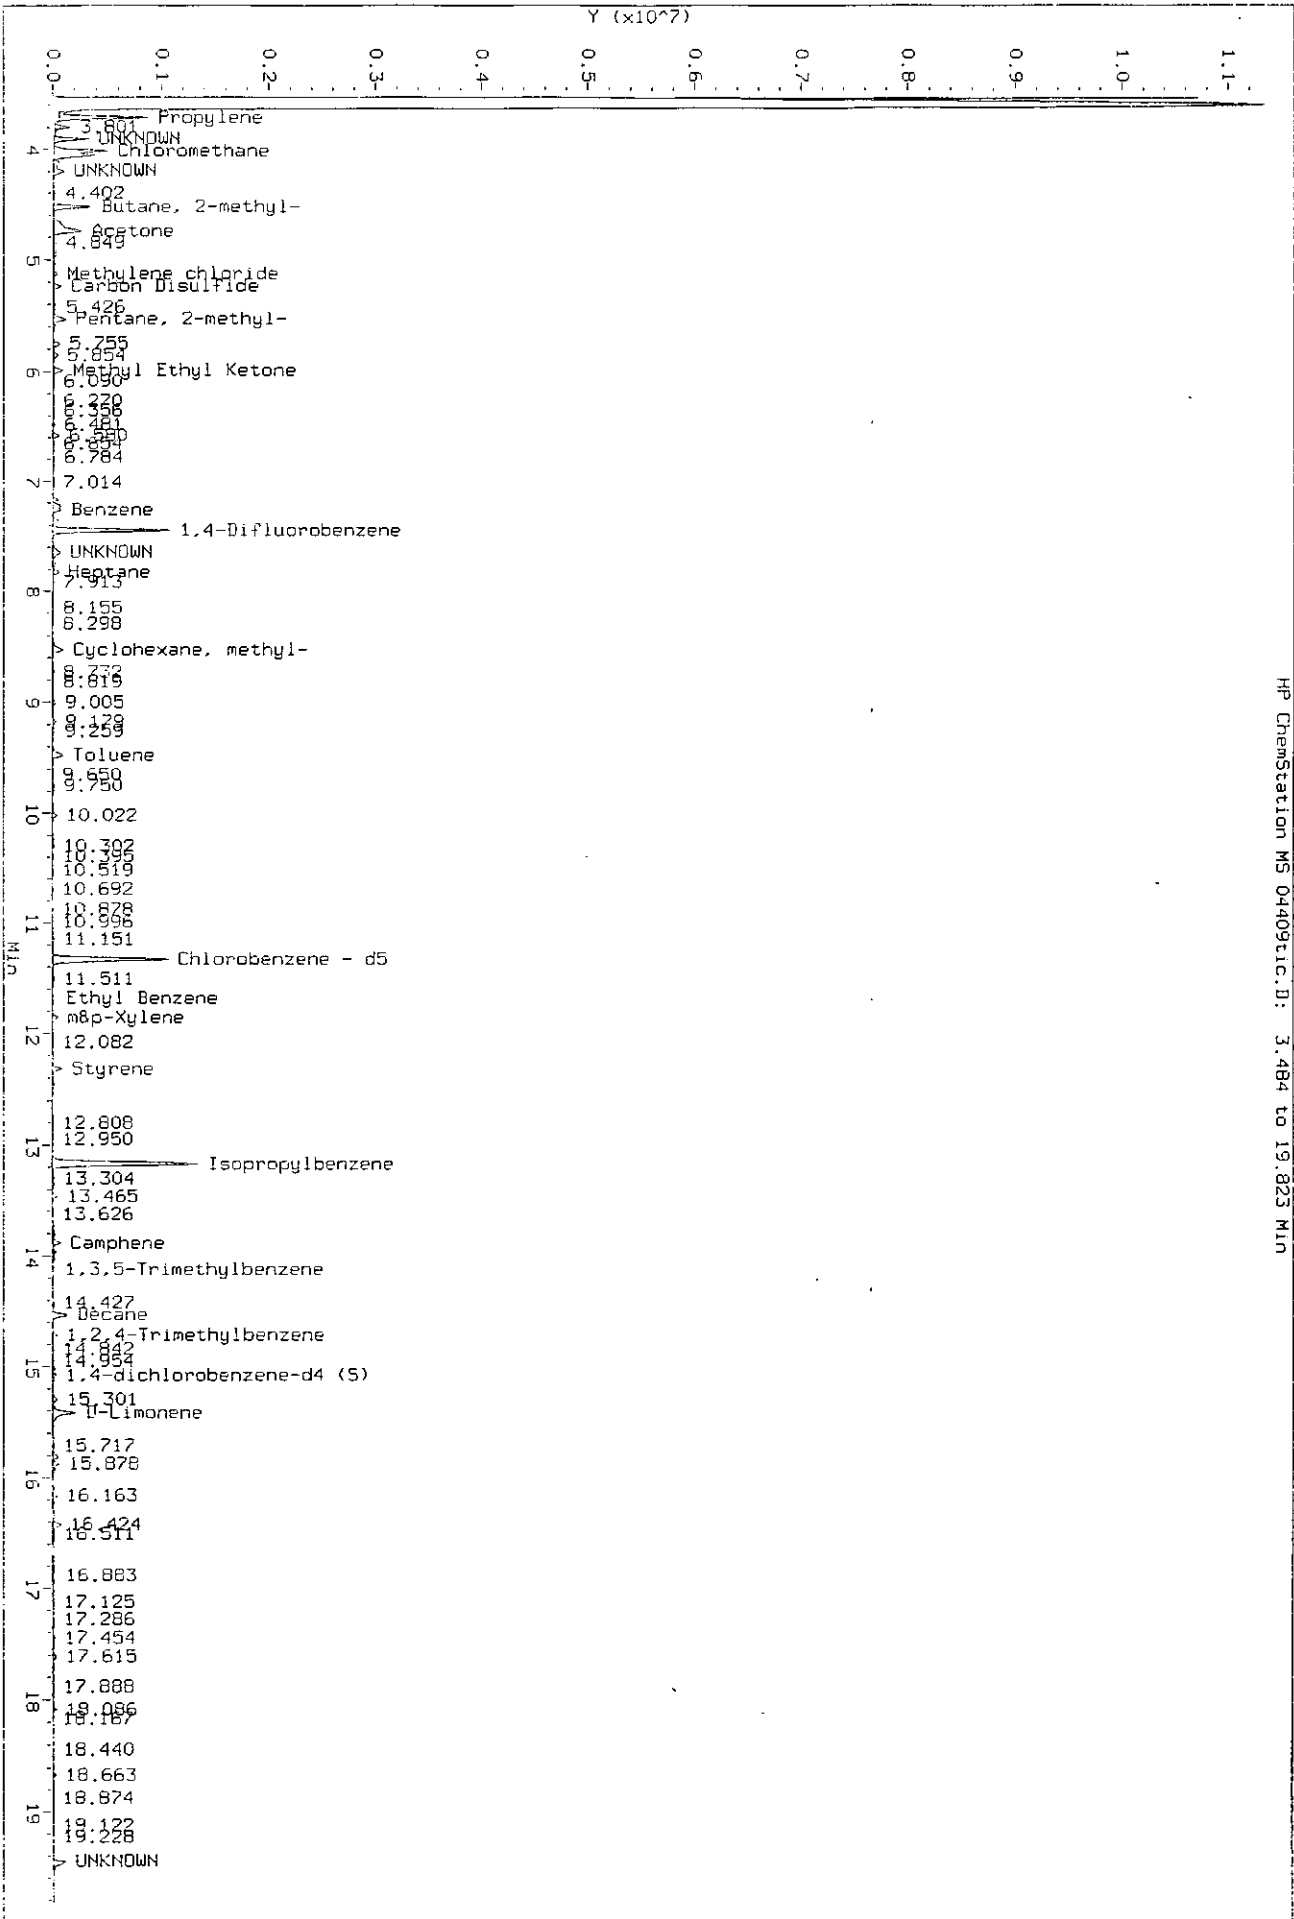 Y (x10^7)
0.0
0.1
0.2
0.3
0.4
0.5
0.6
0.7
0.8
0.9
1.0
1.1
Propylene
3.801
UNKNOWN
Chloromethane
4
UNKNOWN
4.402
Butane, 2-methyl-
Acetone
4.849
5
Methylene chloride
Carbon Disulfide
5.426
Pentane, 2-methyl-
5.755
5.854
6
Methyl Ethyl Ketone
6.090
6.270
6.356
6.481
6.784
7
7.014
Benzene
1,4-Difluorobenzene
UNKNOWN
Heptane
7.913
8
8.155
8.298
Cyclohexane, methyl-
8.819
9
9.005
9.259
Toluene
9.650
9.750
10
10.022
10.302
10.395
10.519
10.692
10.878
10.996
11
11.151
Chlorobenzene - d5
11.511
Ethyl Benzene
m&p-Xylene
12
12.082
Styrene
12.808
12.950
13
Isopropylbenzene
13.304
13.465
13.626
Camphene
14
1,3,5-Trimethylbenzene
14.427
Decane
1,2,4-Trimethylbenzene
14.842
14.954
15
1,4-dichlorobenzene-d4 (S)
15.301
D-Limonene
15.717
15.878
16
16.163
16.424
16.511
16.883
17
17.125
17.286
17.454
17.615
17.888
18
18.086
18.167
18.440
18.663
18.874
19
19.122
19.228
UNKNOWN
Min
HP ChemStation MS 04409tic.D: 3.484 to 19.823 Min